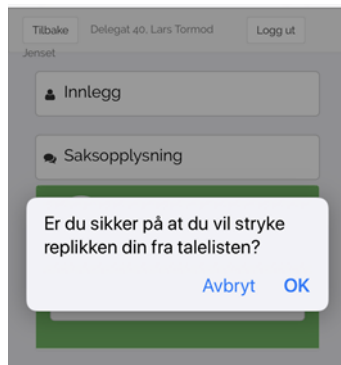 Tilbake Delegat 40, Lars Tormod Logg ut
Jenset
Innlegg
Saksopplysning
Er du sikker på at du vil stryke
replikken din fra talelisten?
Avbryt OK